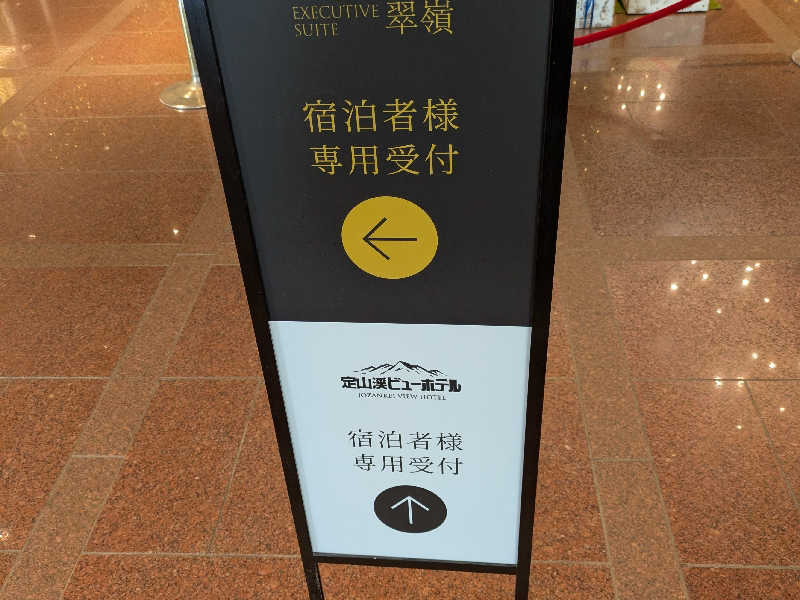 EXECUTIVE
SUITE
翠嶺
宿泊者様
専用受付
定山渓ビューホテル
JOZANKEI VIEW HOTEL
宿泊者様
専用受付